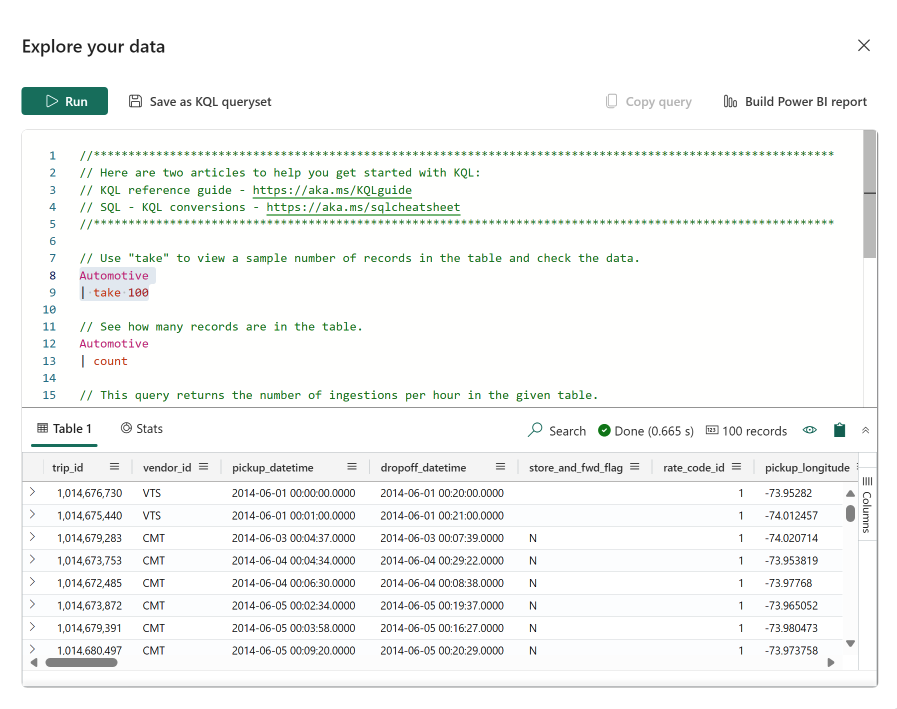 Explore your data
Run Save as KQL queryset Copy query Build Power BI report
1 //***********************************************************************************************************
2 // Here are two articles to help you get started with KQL:
3 // KQL reference guide - https://aka.ms/KQLguide
4 // SQL - KQL conversions - https://aka.ms/sqlcheatsheet
5 //***********************************************************************************************************
6
7 // Use "take" to view a sample number of records in the table and check the data.
8 Automotive
9 | take 100
10
11 // See how many records are in the table.
12 Automotive
13 | count
14
15 // This query returns the number of ingestions per hour in the given table.
Table 1 Stats Search Done (0.665 s) 123 100 records
trip_id vendor_id pickup_datetime dropoff_datetime store_and_fwd_flag rate_code_id pickup_longitude
1,014,676,730 VTS 2014-06-01 00:00:00.0000 2014-06-01 00:20:00.0000 1 -73.95282
1,014,675,440 VTS 2014-06-01 00:01:00.0000 2014-06-01 00:21:00.0000 1 -74.012457
1,014,679,283 CMT 2014-06-03 00:04:37.0000 2014-06-03 00:07:39.0000 N 1 -74.020714
1,014,673,753 CMT 2014-06-04 00:04:34.0000 2014-06-04 00:29:22.0000 N 1 -73.953819
1,014,672,485 CMT 2014-06-04 00:06:30.0000 2014-06-04 00:08:38.0000 N 1 -73.97768
1,014,673,872 CMT 2014-06-05 00:02:34.0000 2014-06-05 00:19:37.0000 N 1 -73.965052
1,014,679,391 CMT 2014-06-05 00:03:58.0000 2014-06-05 00:16:27.0000 N 1 -73.980473
1,014,680,497 CMT 2014-06-05 00:09:20.0000 2014-06-05 00:20:29.0000 N 1 -73.973758
Columns